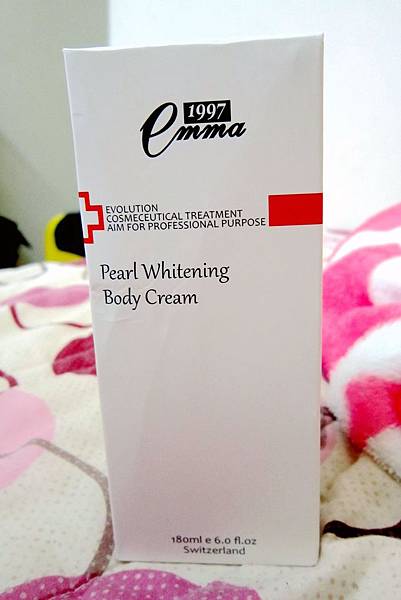 1997
emma
EVOLUTION
COSMECEUTICAL TREATMENT
AIM FOR PROFESSIONAL PURPOSE
Pearl Whitening
Body Cream
180ml e 6.0 fl.oz
Switzerland